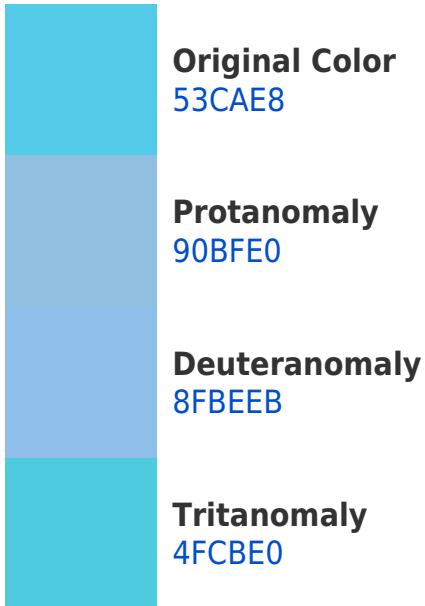 Original Color
53CAE8
Protanomaly
90BFE0
Deuteranomaly
8FBEEB
Tritanomaly
4FCBE0